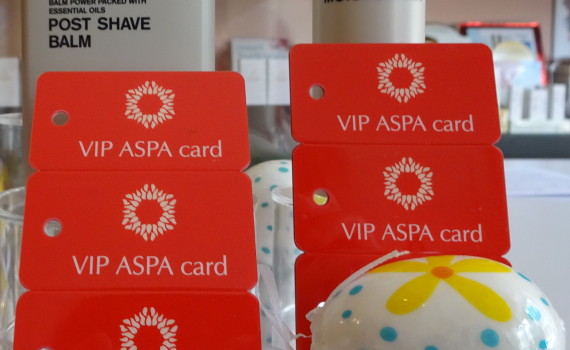 BALM POWER PACKED WITH
ESSENTIAL OILS
POST SHAVE
BALM
VIP ASPA card
VIP ASPA card
VIP ASPA card
VIP ASPA card